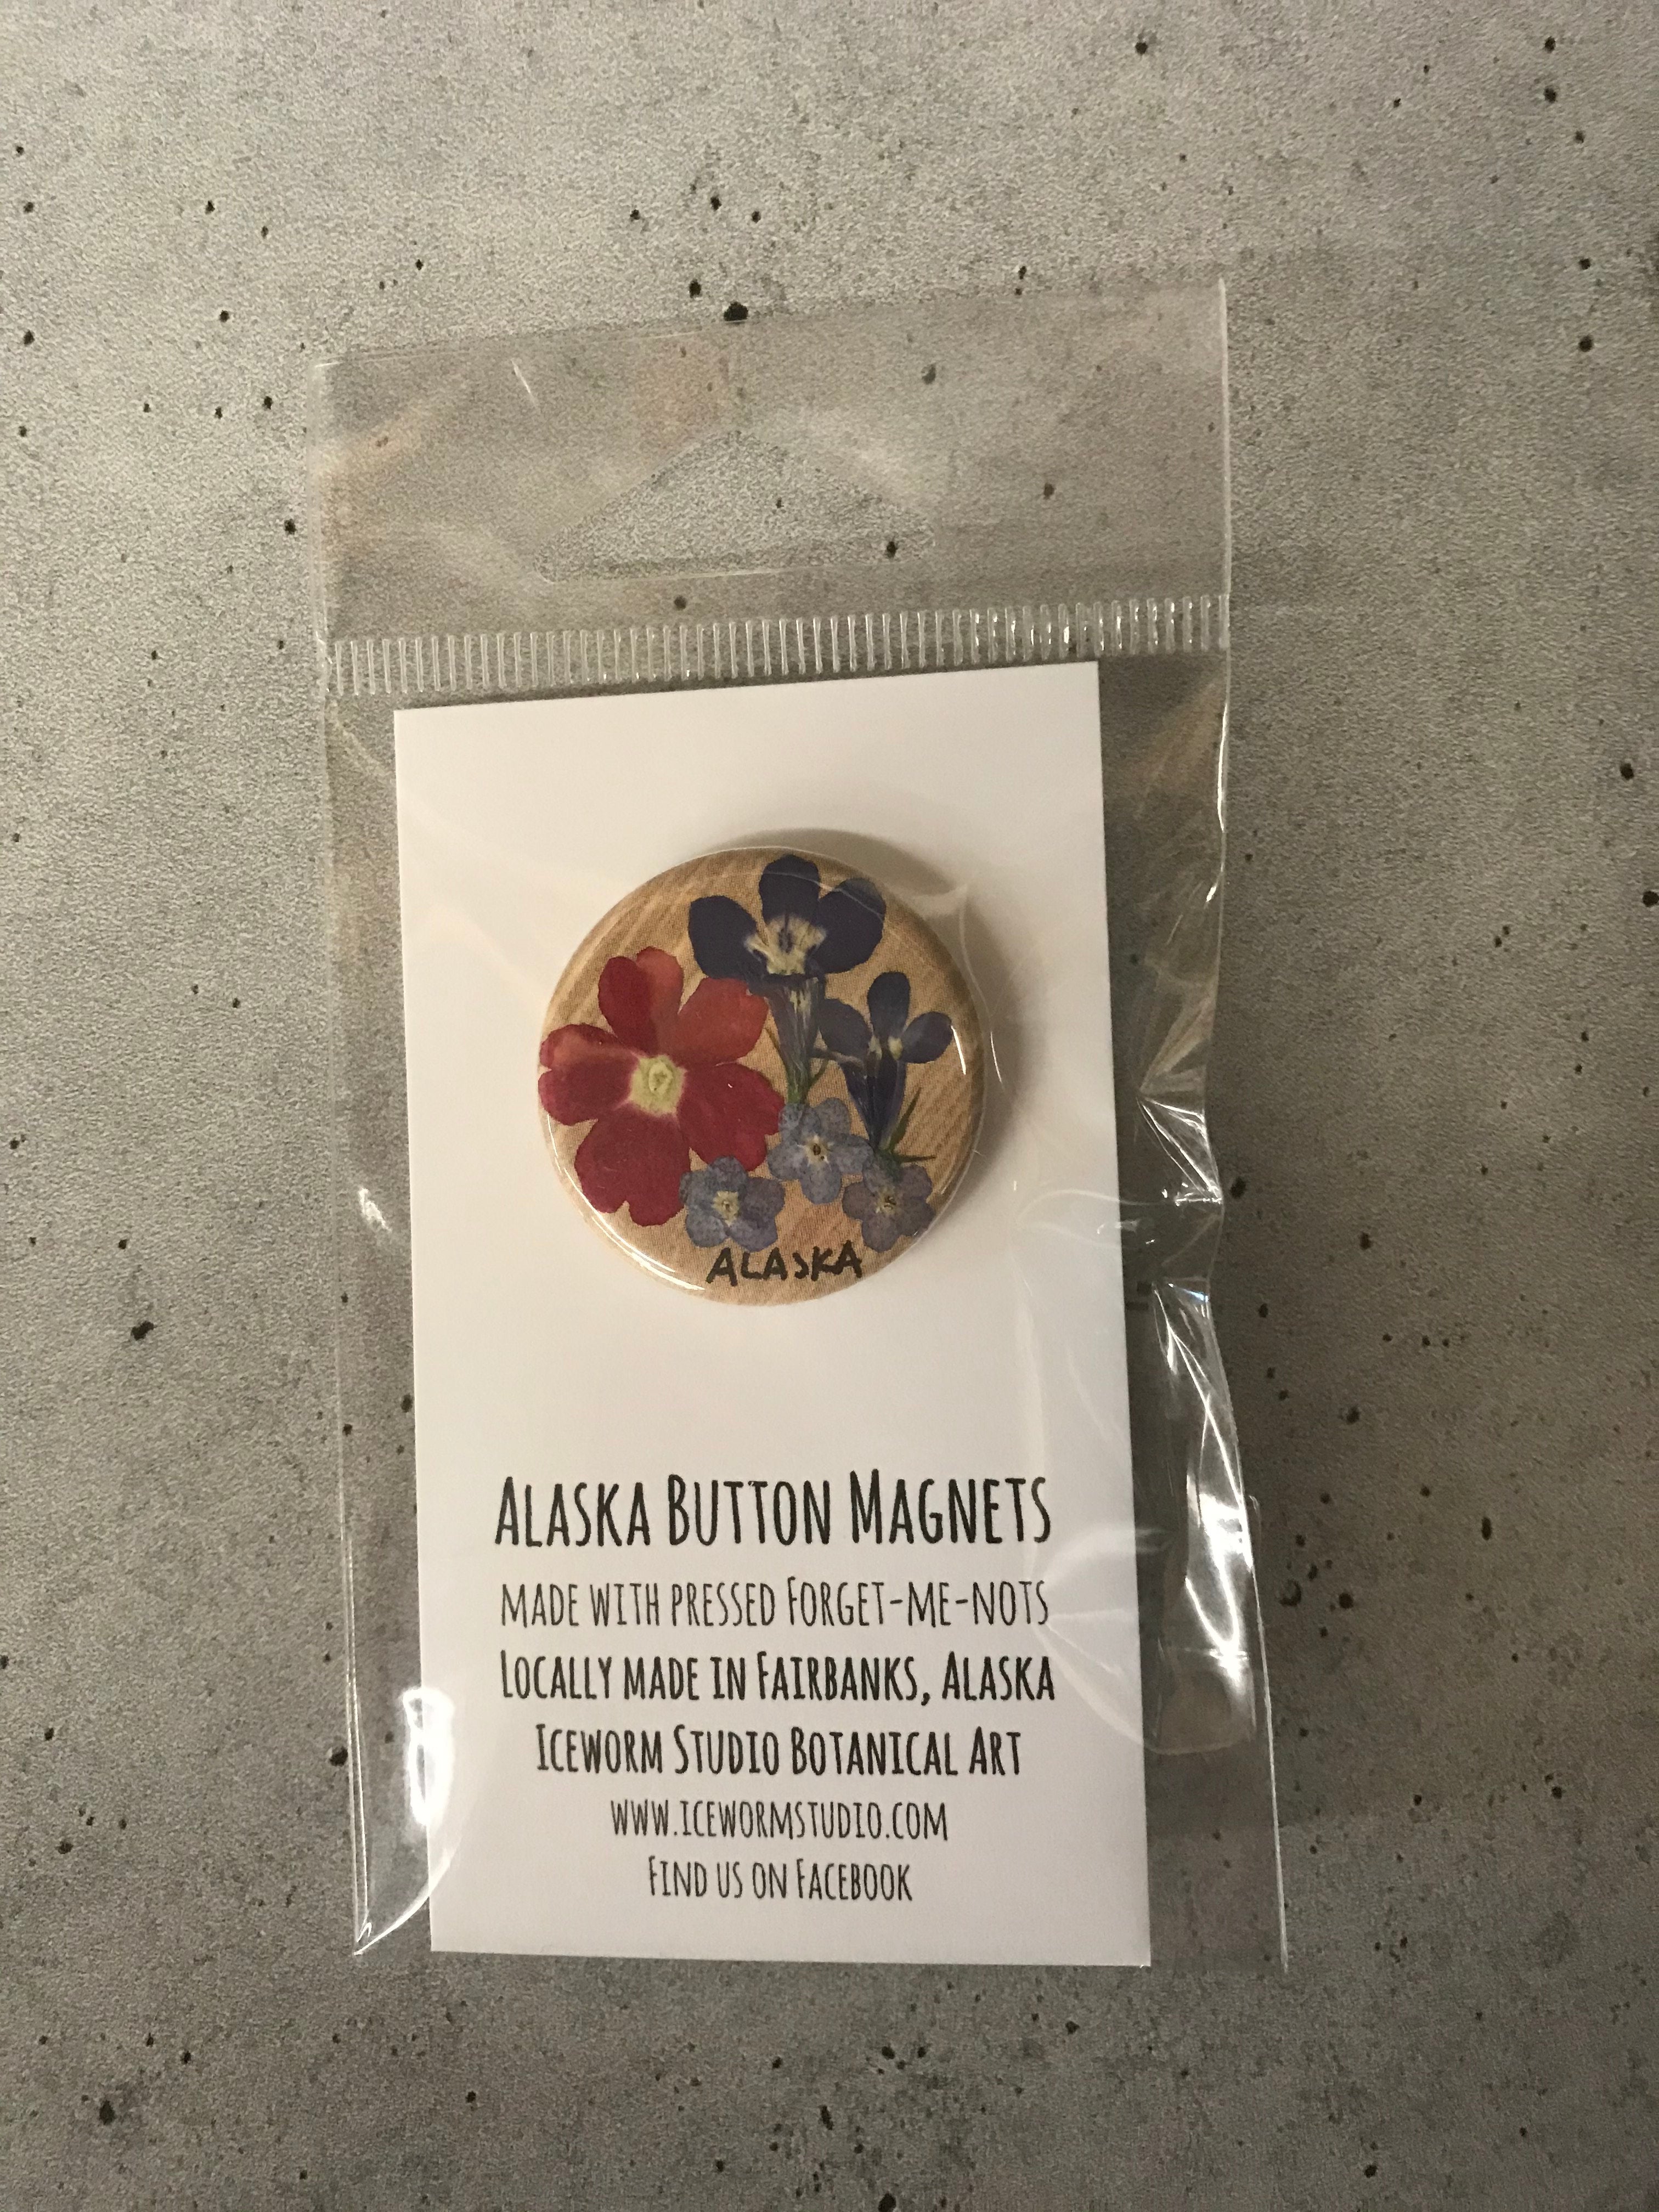 ALASKA
ALASKA BUTTON MAGNETS
MADE WITH PRESSED FORGET-ME-NOTS
LOCALLY MADE IN FAIRBANKS, ALASKA
ICEWORM STUDIO BOTANICAL ART
WWW.ICEWORMSTUDIO.COM
FIND US ON FACEBOOK